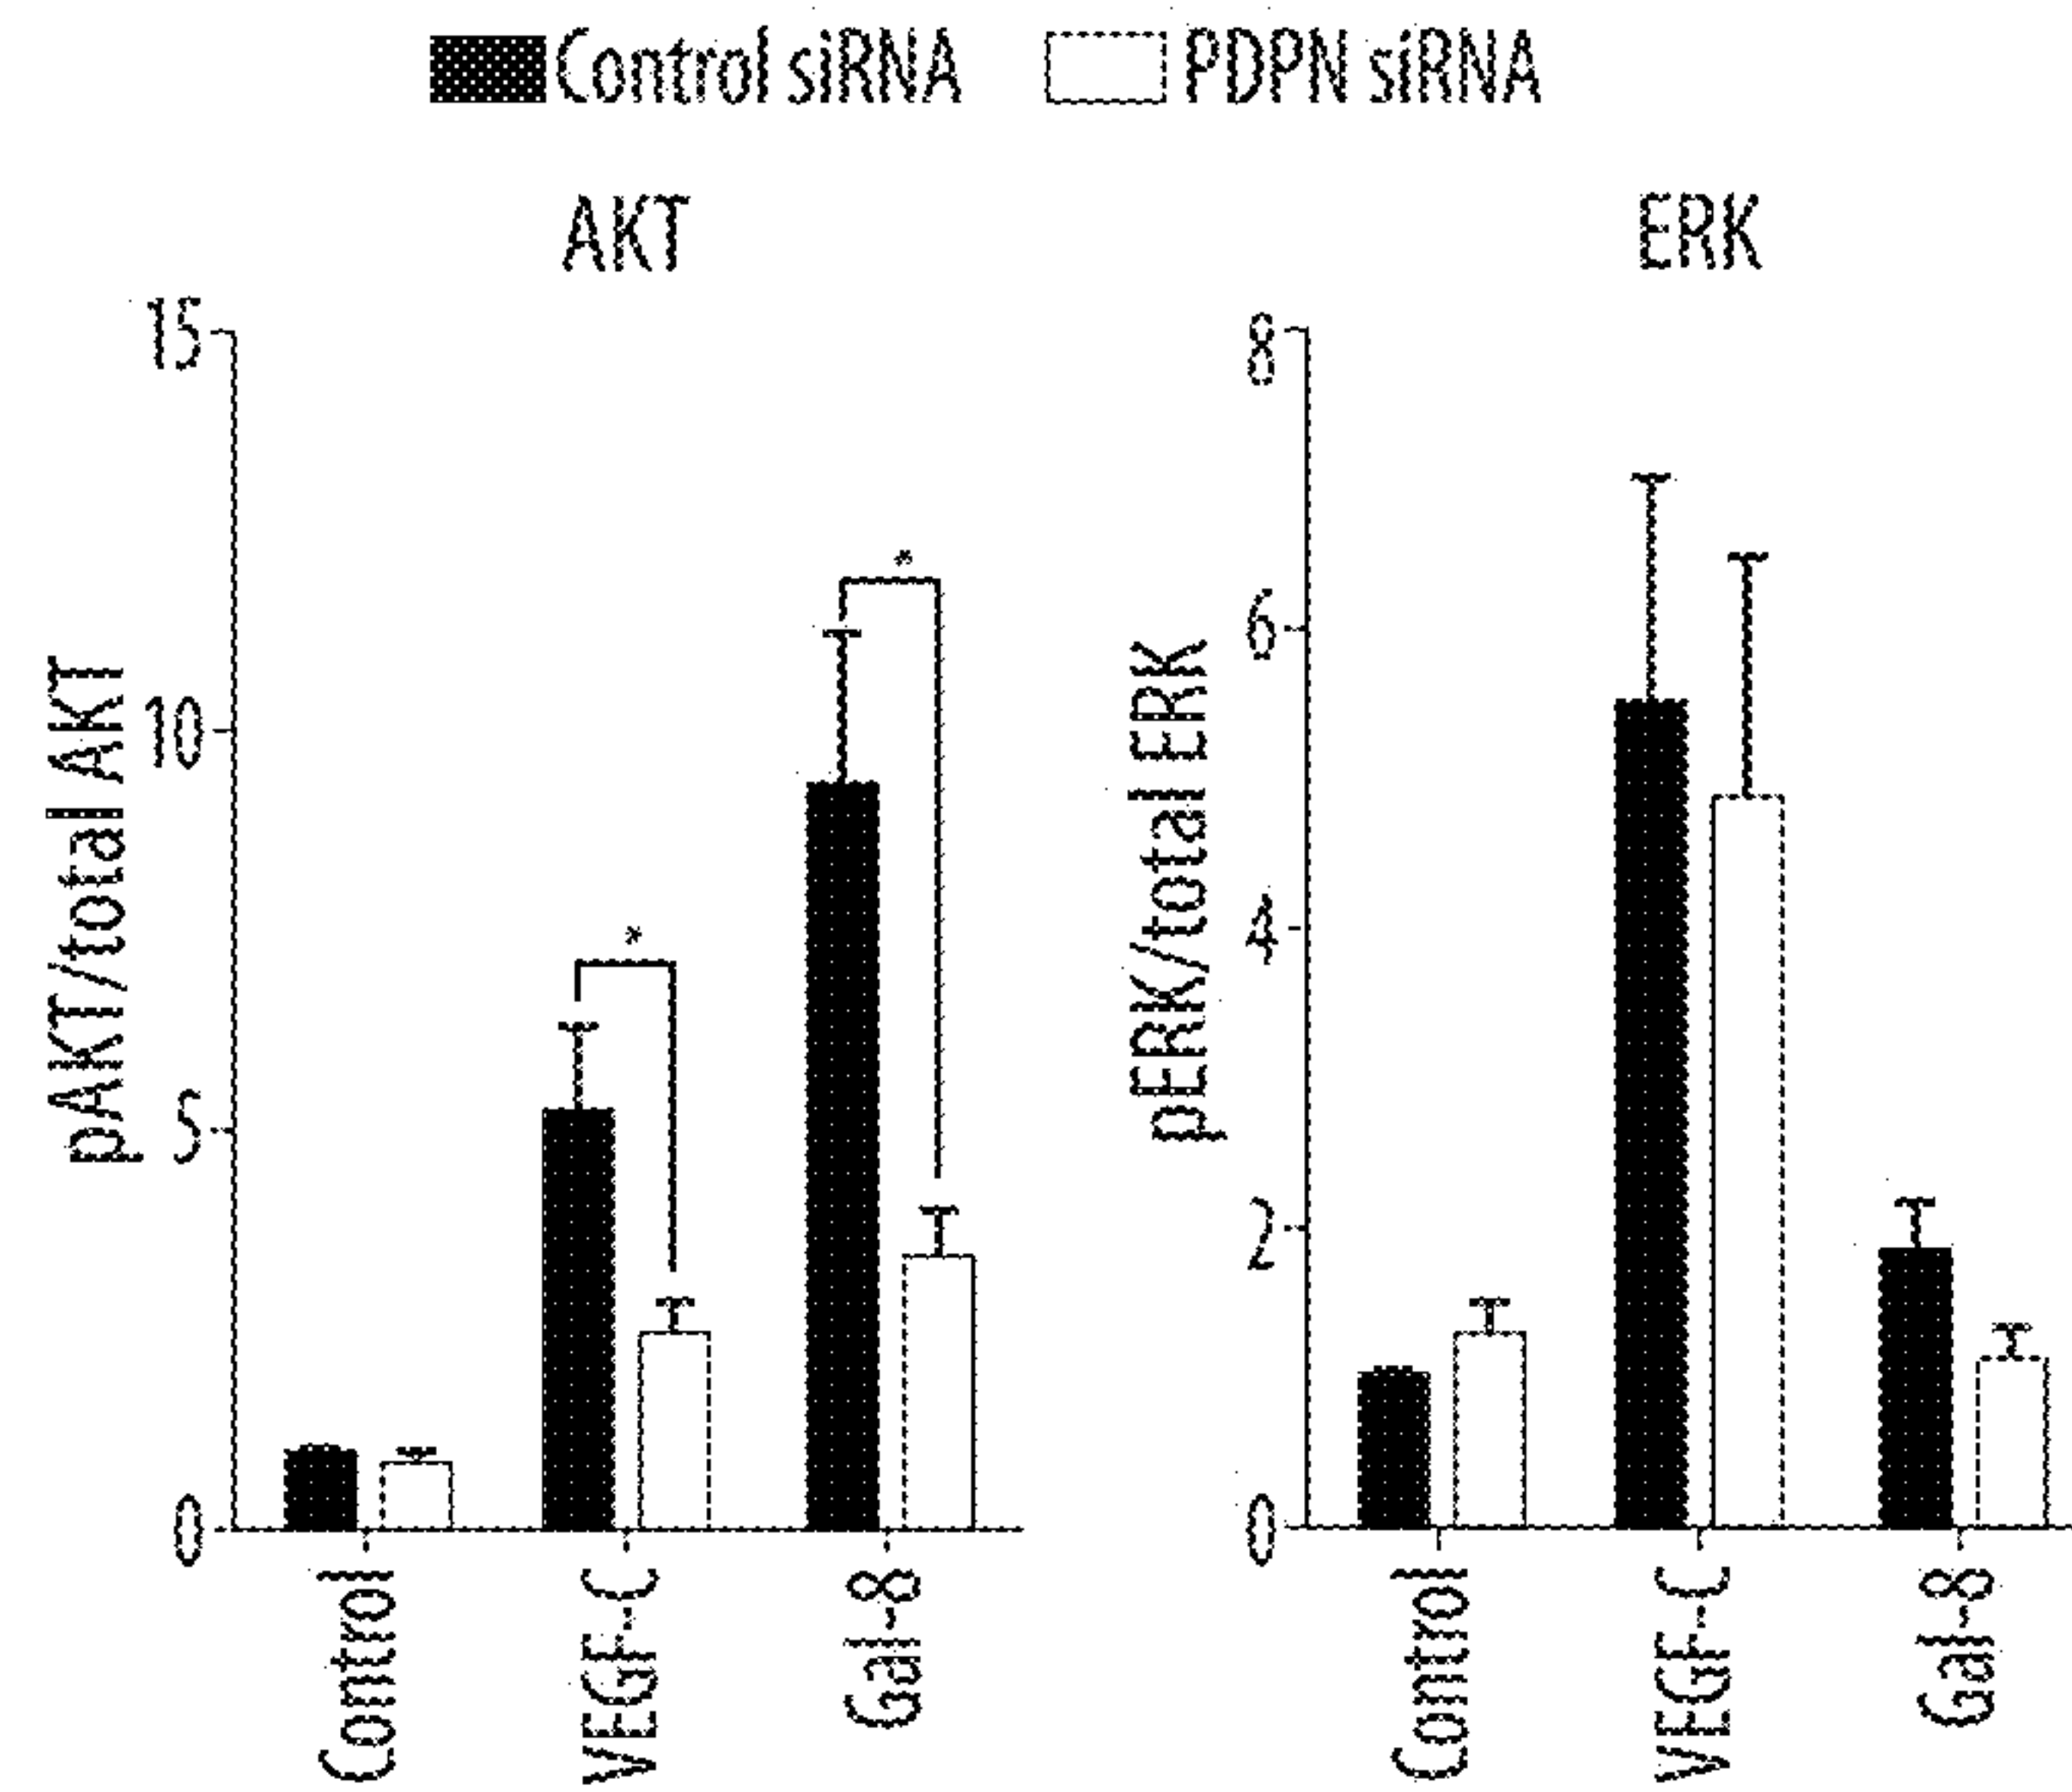 Control siRNA PDPN siRNA
AKT
pAKT/total AKT
15
10
5
0
*
*
Control
VEGF-C
Gal-8
ERK
pERK/total ERK
8
6
4
2
0
Control
VEGF-C
Gal-8